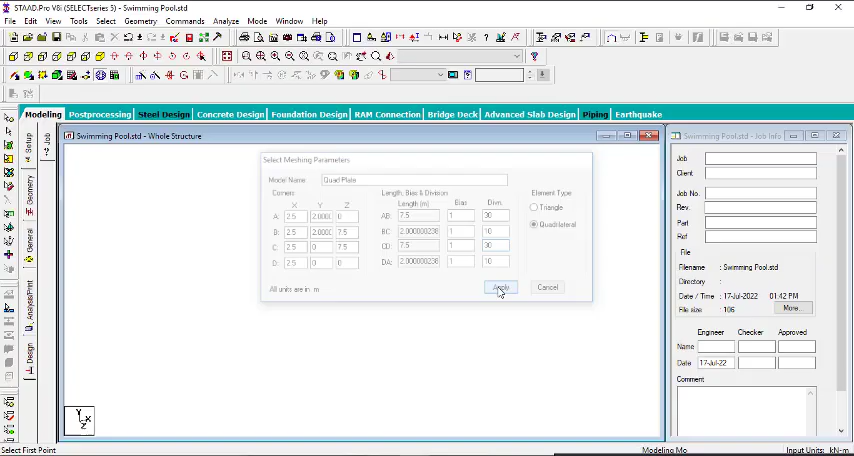 STAAD.Pro V8i (SELECTseries 5) - Swimming Pool.std
File Edit View Tools Select Geometry Commands Analyze Mode Window Help
Modeling Postprocessing Steel Design Concrete Design Foundation Design RAM Connection Bridge Deck Advanced Slab Design Piping Earthquake
Job
Setup
Geometry
General
Analysis/Print
Design
Swimming Pool.std - Whole Structure
Select Meshing Parameters
Model Name Quad Plate
Corners Length, Bias & Division Element Type
X Y Z Length (m) Bias Divn.
A: 2.5 2.0000 0 AB: 7.5 1 30 Triangle
B: 2.5 2.0000 7.5 BC: 2.000000238 1 10 Quadrilateral
C: 2.5 0 7.5 CD: 7.5 1 30
D: 2.5 0 0 DA: 2.000000238 1 10
All units are in m Apply Cancel
Y
X
Z
Swimming Pool.std - Job Info
Job
Client
Job No.
Rev.
Part
Ref
File
Filename : Swimming Pool.std
Directory :
Date / Time : 17-Jul-2022 01:42 PM
File size : 106 More...
Engineer Checker Approved
Name
Date 17-Jul-22
Comment
Select First Point Modeling Mo Input Units: kN-m